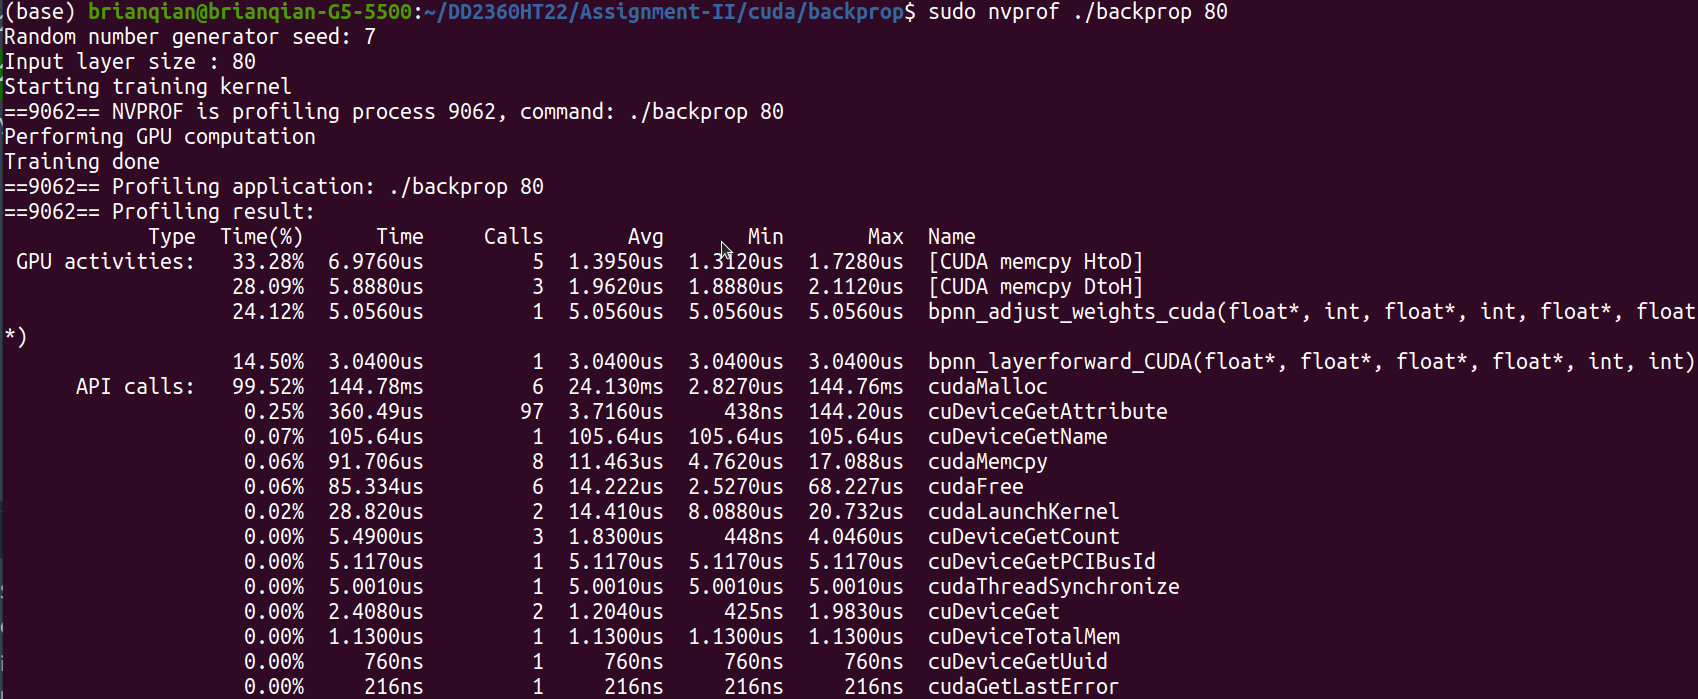 (base) brianqian@brianqian-G5-5500:~/DD2360HT22/Assignment-II/cuda/backprop$ sudo nvprof ./backprop 80
Random number generator seed: 7
Input layer size : 80
Starting training kernel
==9062== NVPROF is profiling process 9062, command: ./backprop 80
Performing GPU computation
Training done
==9062== Profiling application: ./backprop 80
==9062== Profiling result:
            Type  Time(%)      Time     Calls       Avg       Min       Max  Name
 GPU activities:   33.28%  6.9760us         5  1.3950us  1.3120us  1.7280us  [CUDA memcpy HtoD]
                   28.09%  5.8880us         3  1.9620us  1.8880us  2.1120us  [CUDA memcpy DtoH]
                   24.12%  5.0560us         1  5.0560us  5.0560us  5.0560us  bpnn_adjust_weights_cuda(float*, int, float*, int, float*, float
*)
                   14.50%  3.0400us         1  3.0400us  3.0400us  3.0400us  bpnn_layerforward_CUDA(float*, float*, float*, float*, int, int)
      API calls:   99.52%  144.78ms         6  24.130ms  2.8270us  144.76ms  cudaMalloc
                    0.25%  360.49us        97  3.7160us     438ns  144.20us  cuDeviceGetAttribute
                    0.07%  105.64us         1  105.64us  105.64us  105.64us  cuDeviceGetName
                    0.06%  91.706us         8  11.463us  4.7620us  17.088us  cudaMemcpy
                    0.06%  85.334us         6  14.222us  2.5270us  68.227us  cudaFree
                    0.02%  28.820us         2  14.410us  8.0880us  20.732us  cudaLaunchKernel
                    0.00%  5.4900us         3  1.8300us     448ns  4.0460us  cuDeviceGetCount
                    0.00%  5.1170us         1  5.1170us  5.1170us  5.1170us  cuDeviceGetPCIBusId
                    0.00%  5.0010us         1  5.0010us  5.0010us  5.0010us  cudaThreadSynchronize
                    0.00%  2.4080us         2  1.2040us     425ns  1.9830us  cuDeviceGet
                    0.00%  1.1300us         1  1.1300us  1.1300us  1.1300us  cuDeviceTotalMem
                    0.00%     760ns         1     760ns     760ns     760ns  cuDeviceGetUuid
                    0.00%     216ns         1     216ns     216ns     216ns  cudaGetLastError